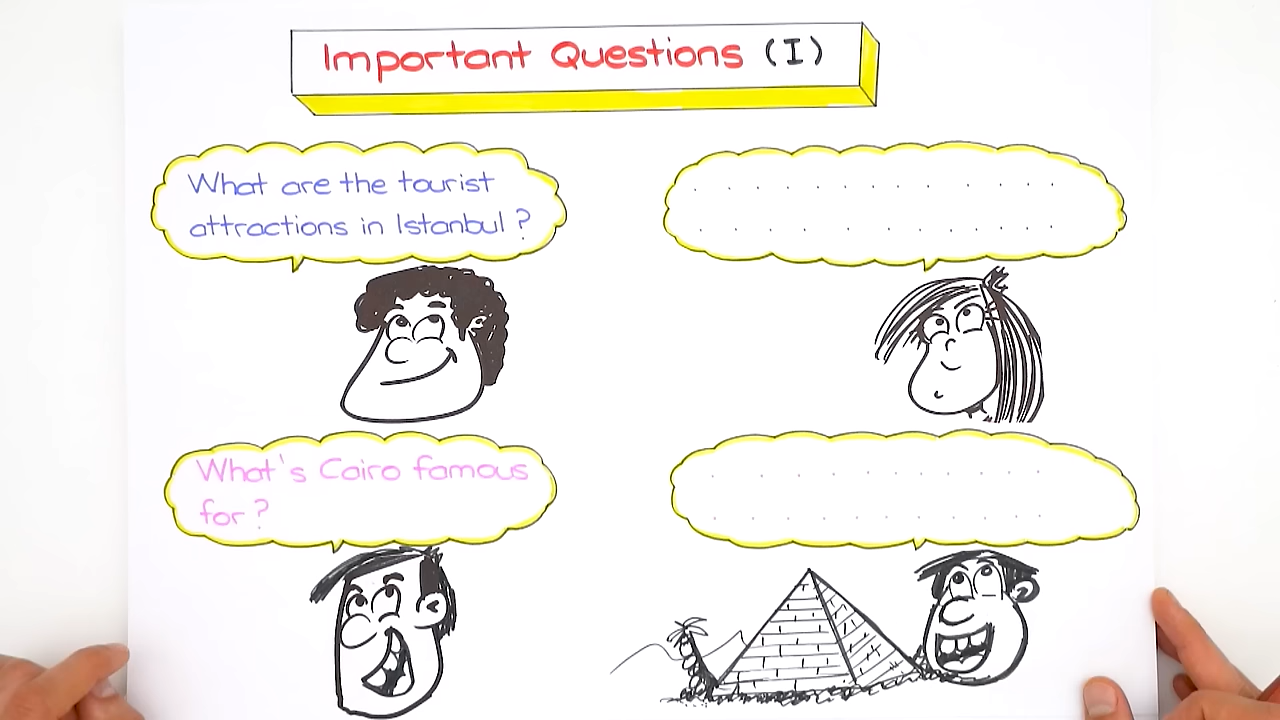 Important Questions (I)
What are the tourist
attractions in Istanbul ?
What's Cairo famous
for ?